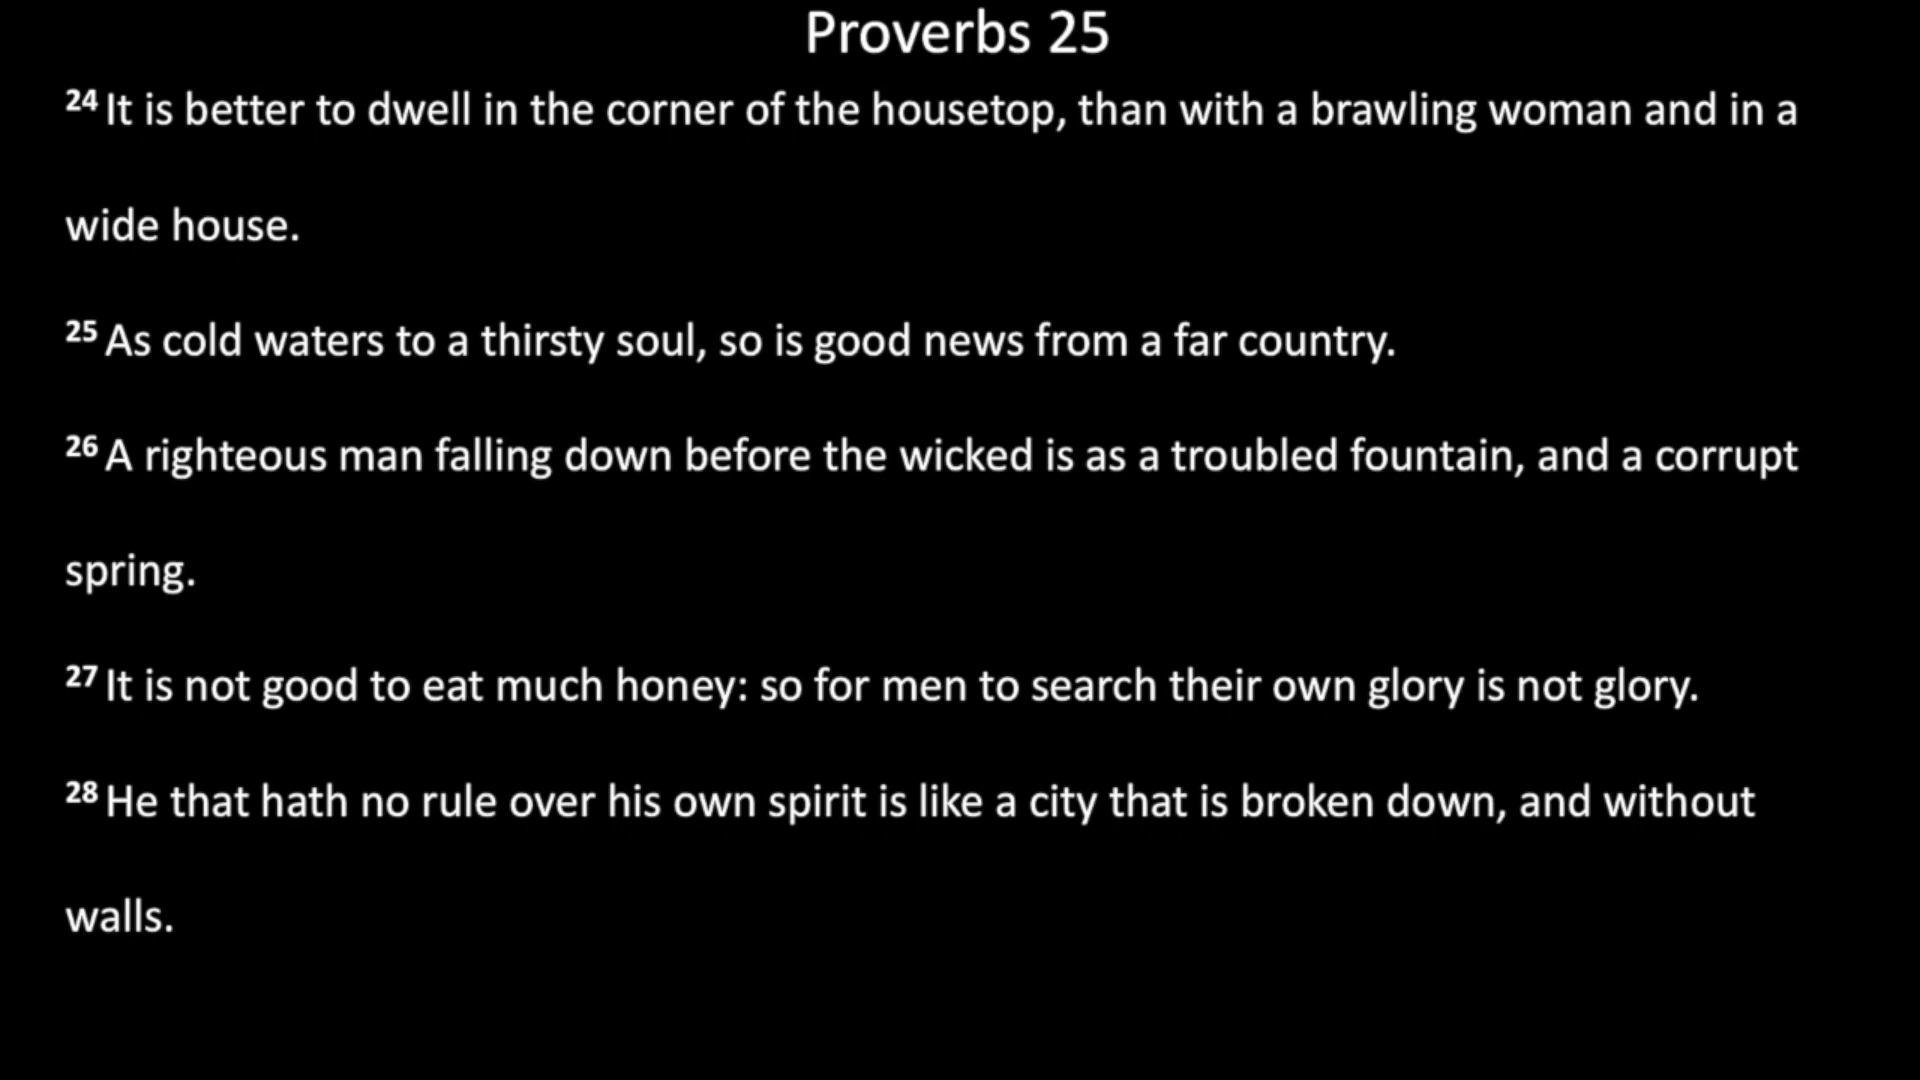 Proverbs 25
24 It is better to dwell in the corner of the housetop, than with a brawling woman and in a
wide house.
25 As cold waters to a thirsty soul, so is good news from a far country.
26 A righteous man falling down before the wicked is as a troubled fountain, and a corrupt
spring.
27 It is not good to eat much honey: so for men to search their own glory is not glory.
28 He that hath no rule over his own spirit is like a city that is broken down, and without
walls.